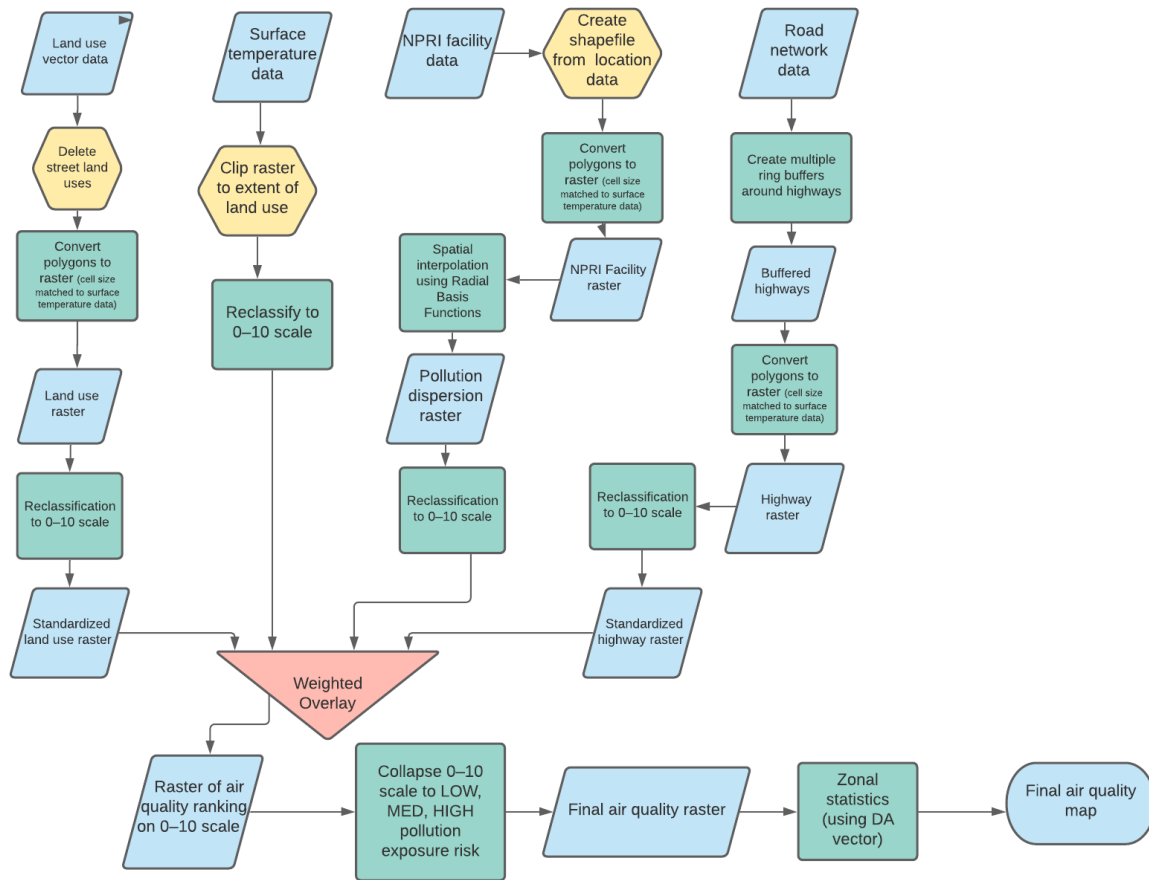 Land use
vector data
Surface
temperature
data
NPRI facility
data
Create
shapefile
from location
data
Road
network
data
Delete
street land
uses
Clip raster
to extent of
land use
Convert
polygons to
raster (cell size
matched to surface
temperature data)
Create multiple
ring buffers
around highways
Convert
polygons to
raster (cell size
matched to surface
temperature data)
Spatial
interpolation
using Radial
Basis
Functions
NPRI Facility
raster
Buffered
highways
Reclassify to
0–10 scale
Land use
raster
Pollution
dispersion
raster
Convert
polygons to
raster (cell size
matched to surface
temperature data)
Reclassification
to 0–10 scale
Reclassification
to 0–10 scale
Reclassification
to 0–10 scale
Highway
raster
Standardized
land use raster
Standardized
highway raster
Weighted
Overlay
Raster of air
quality ranking
on 0–10 scale
Collapse 0–10
scale to LOW,
MED, HIGH
pollution
exposure risk
Final air quality raster
Zonal
statistics
(using DA
vector)
Final air quality
map